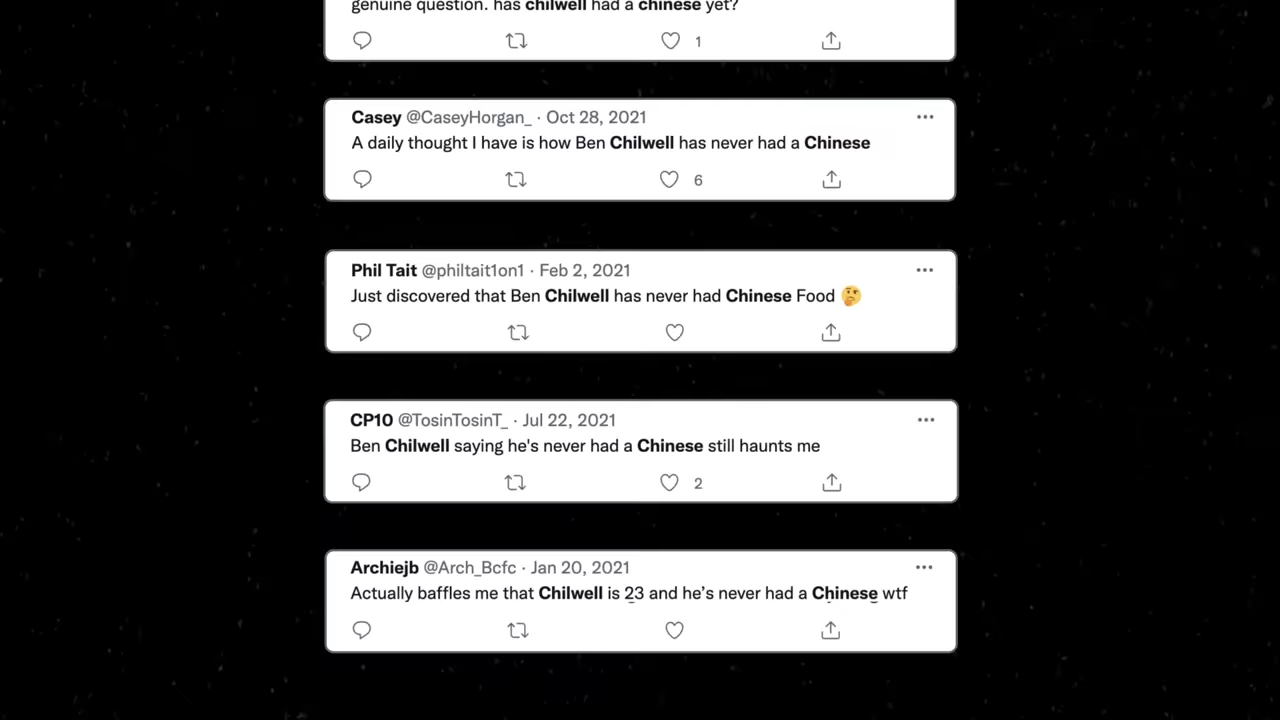 genuine question. has chilwell had a chinese yet?
1
Casey @CaseyHorgan_ · Oct 28, 2021
A daily thought I have is how Ben Chilwell has never had a Chinese
6
Phil Tait @philtait1on1 · Feb 2, 2021
Just discovered that Ben Chilwell has never had Chinese Food 🤔
CP10 @TosinTosinT_ · Jul 22, 2021
Ben Chilwell saying he's never had a Chinese still haunts me
2
Archiejb @Arch_Bcfc · Jan 20, 2021
Actually baffles me that Chilwell is 23 and he’s never had a Chinese wtf